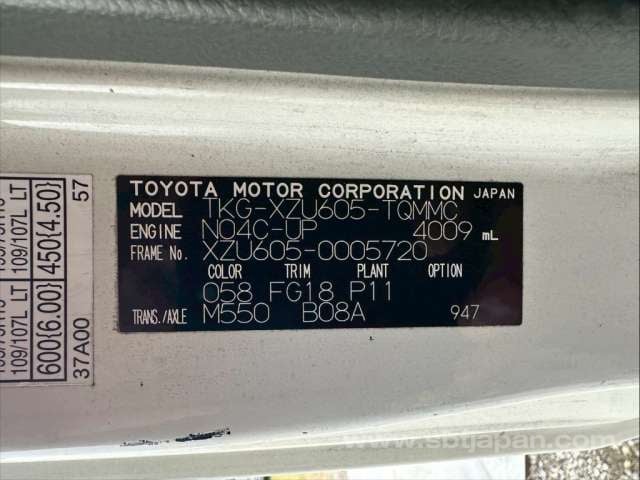 TOYOTA MOTOR CORPORATION JAPAN
MODEL TKG-XZU605-TQMMC
ENGINE N04C-UP 4009 mL
FRAME No. XZU605-0005720
COLOR TRIM PLANT OPTION
058 FG18 P11
TRANS./AXLE M550 B08A 947
109/107L LT 109/107L LT
600(6.00) 450(4.50)
37A00 57
www.sbtjapan.com